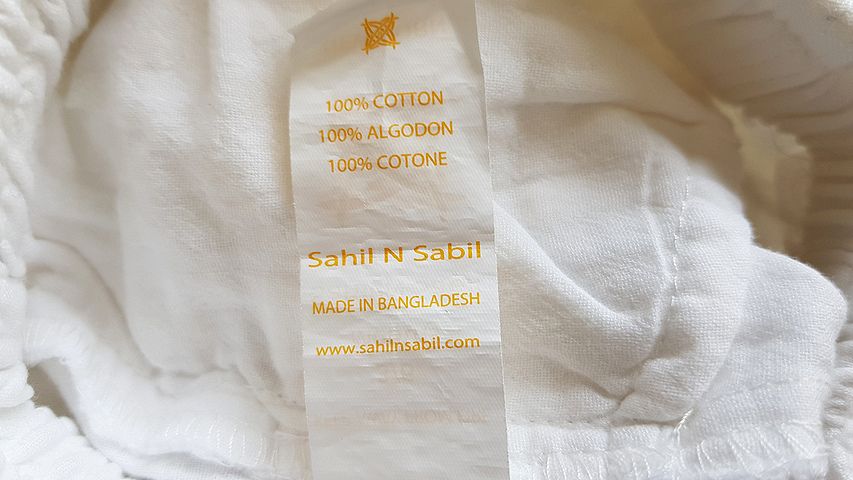 100% COTTON
100% ALGODON
100% COTONE
Sahil N Sabil
MADE IN BANGLADESH
www.sahilnsabil.com